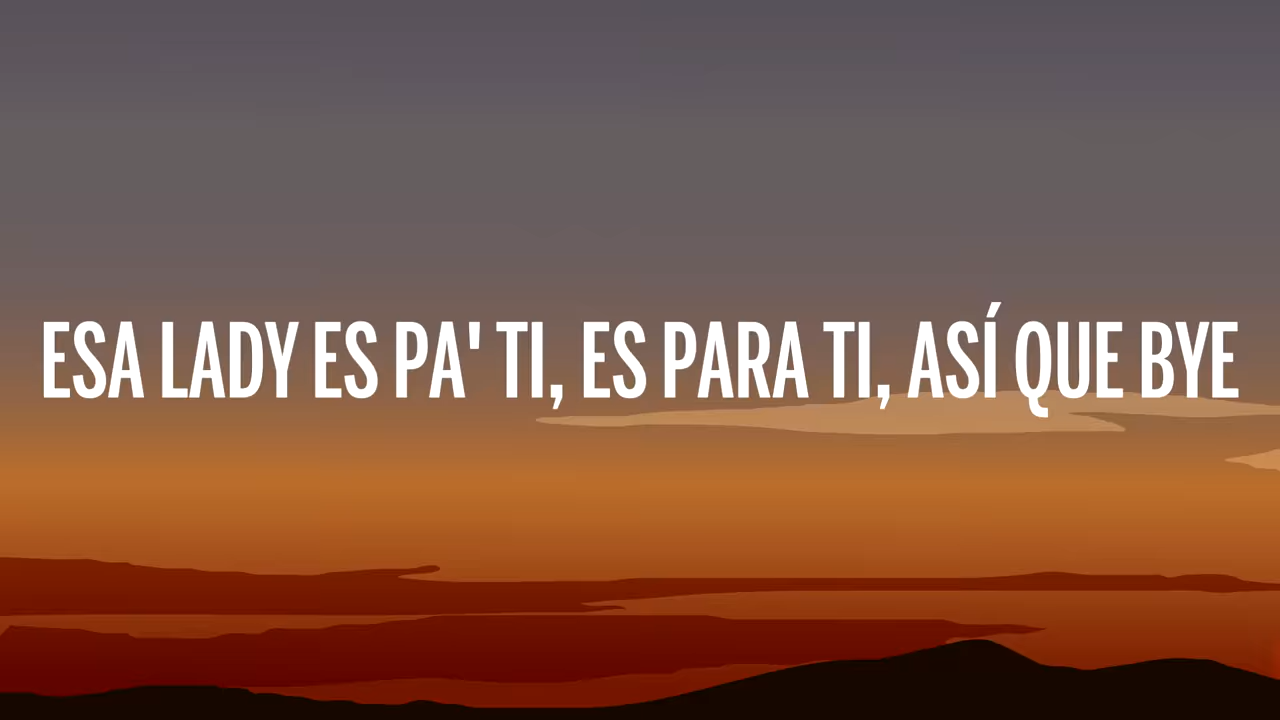 ESA LADY ES PA' TI, ES PARA TI, ASÍ QUE BYE